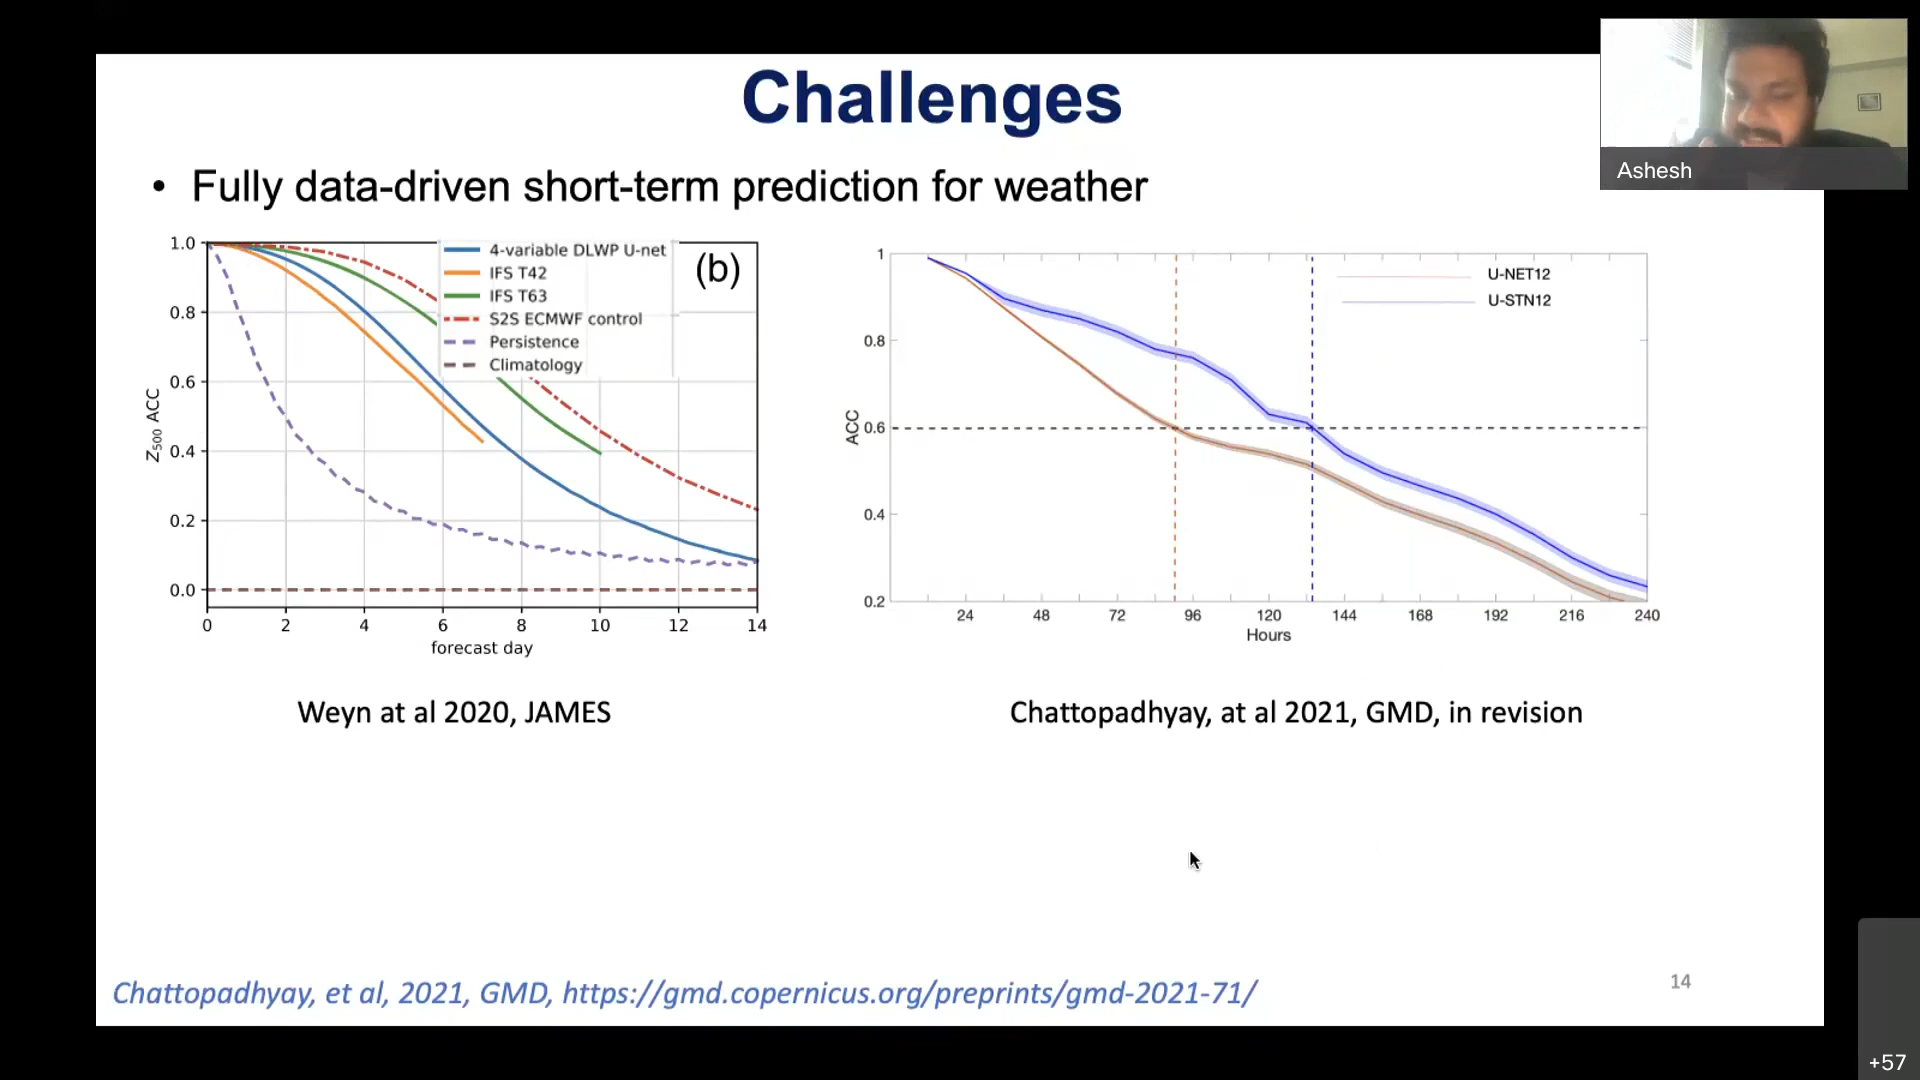 Challenges
Ashesh
• Fully data-driven short-term prediction for weather
1.0
0.8
0.6
0.4
0.2
0.0
Z500 ACC
4-variable DLWP U-net
IFS T42
IFS T63
S2S ECMWF control
Persistence
Climatology
(b)
0 2 4 6 8 10 12 14
forecast day
1
0.8
0.6
0.4
0.2
ACC
U-NET12
U-STN12
24 48 72 96 120 144 168 192 216 240
Hours
Weyn at al 2020, JAMES
Chattopadhyay, at al 2021, GMD, in revision
Chattopadhyay, et al, 2021, GMD, https://gmd.copernicus.org/preprints/gmd-2021-71/
14
+57